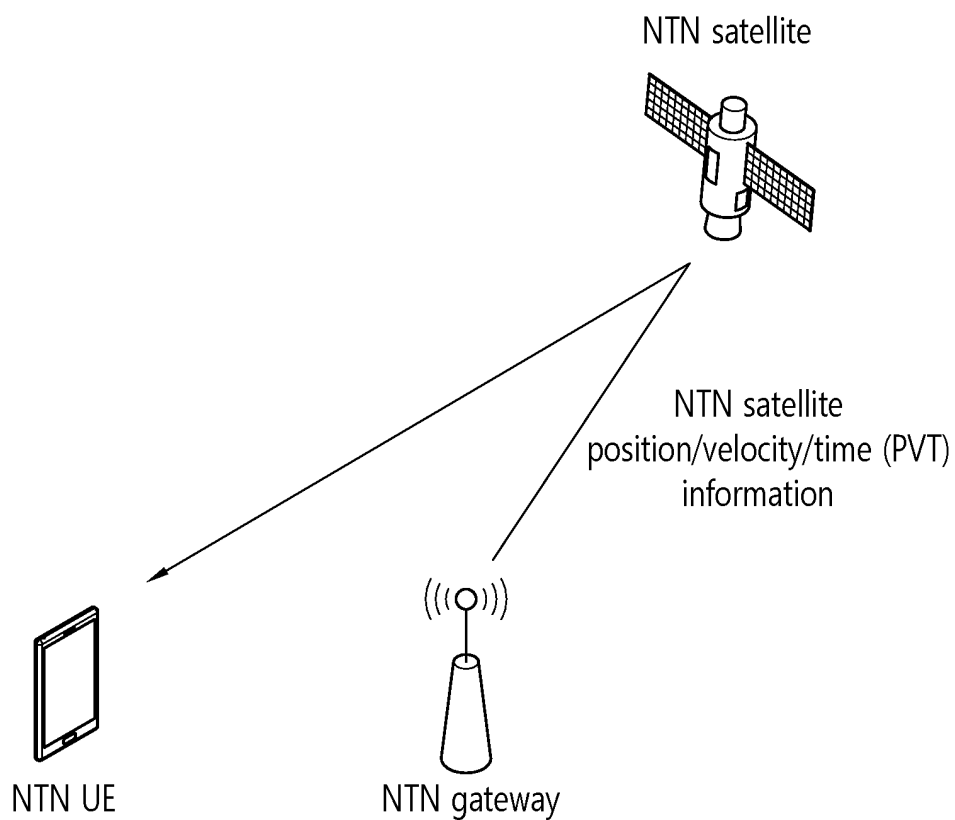 NTN satellite
NTN satellite
position/velocity/time (PVT)
information
NTN UE
NTN gateway